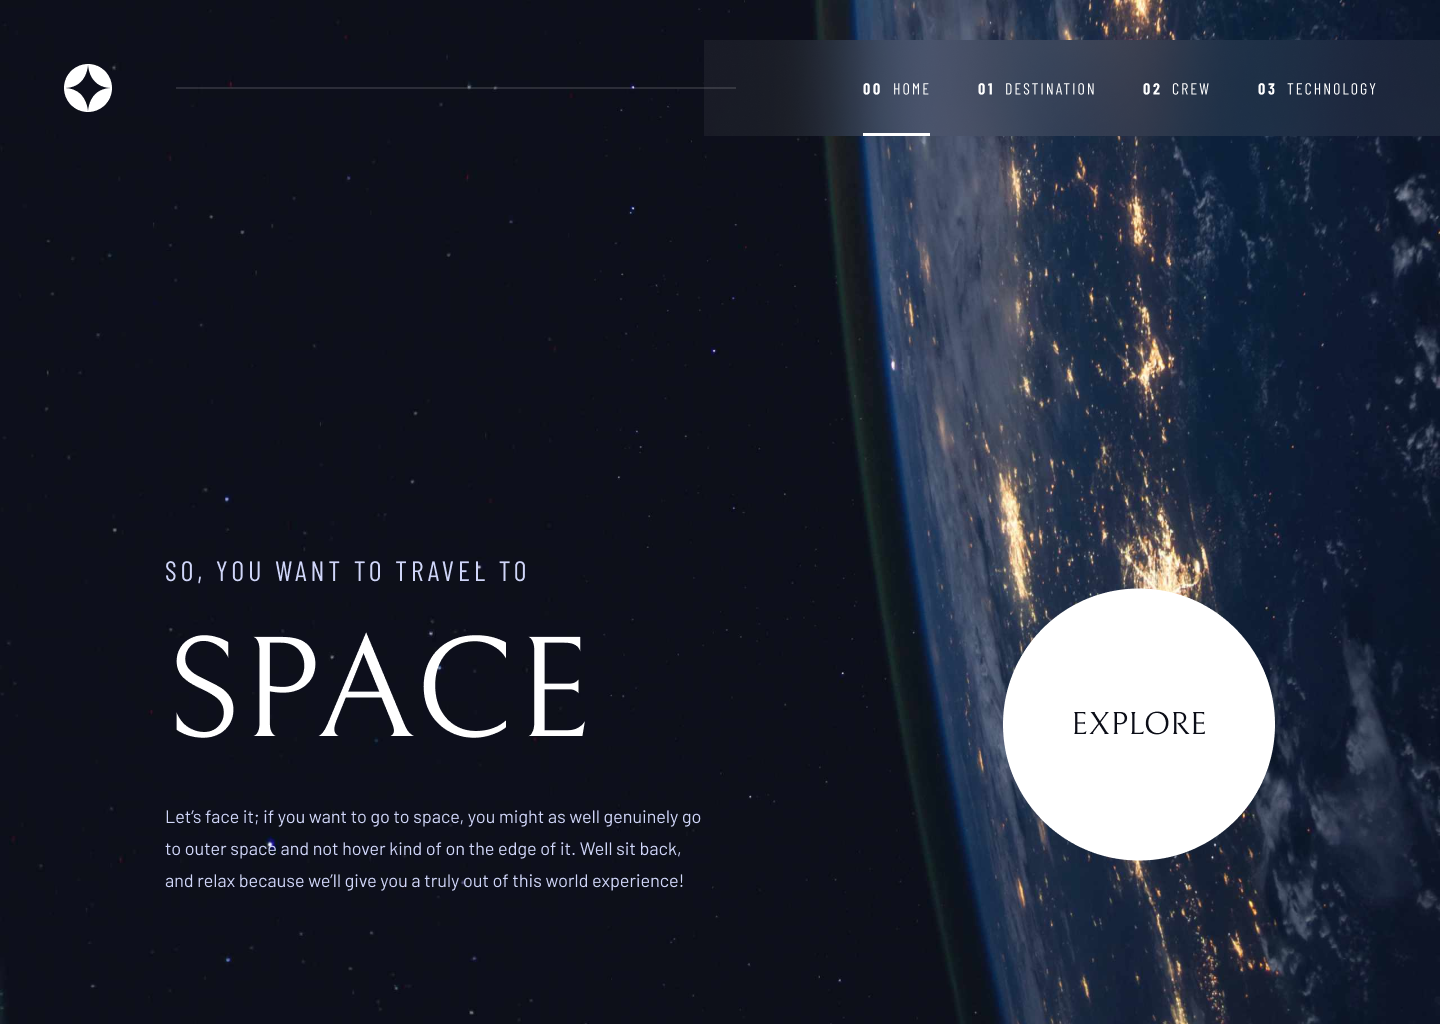 00 HOME 01 DESTINATION 02 CREW 03 TECHNOLOGY
SO, YOU WANT TO TRAVEL TO
SPACE
Let’s face it; if you want to go to space, you might as well genuinely go
to outer space and not hover kind of on the edge of it. Well sit back,
and relax because we’ll give you a truly out of this world experience!
EXPLORE